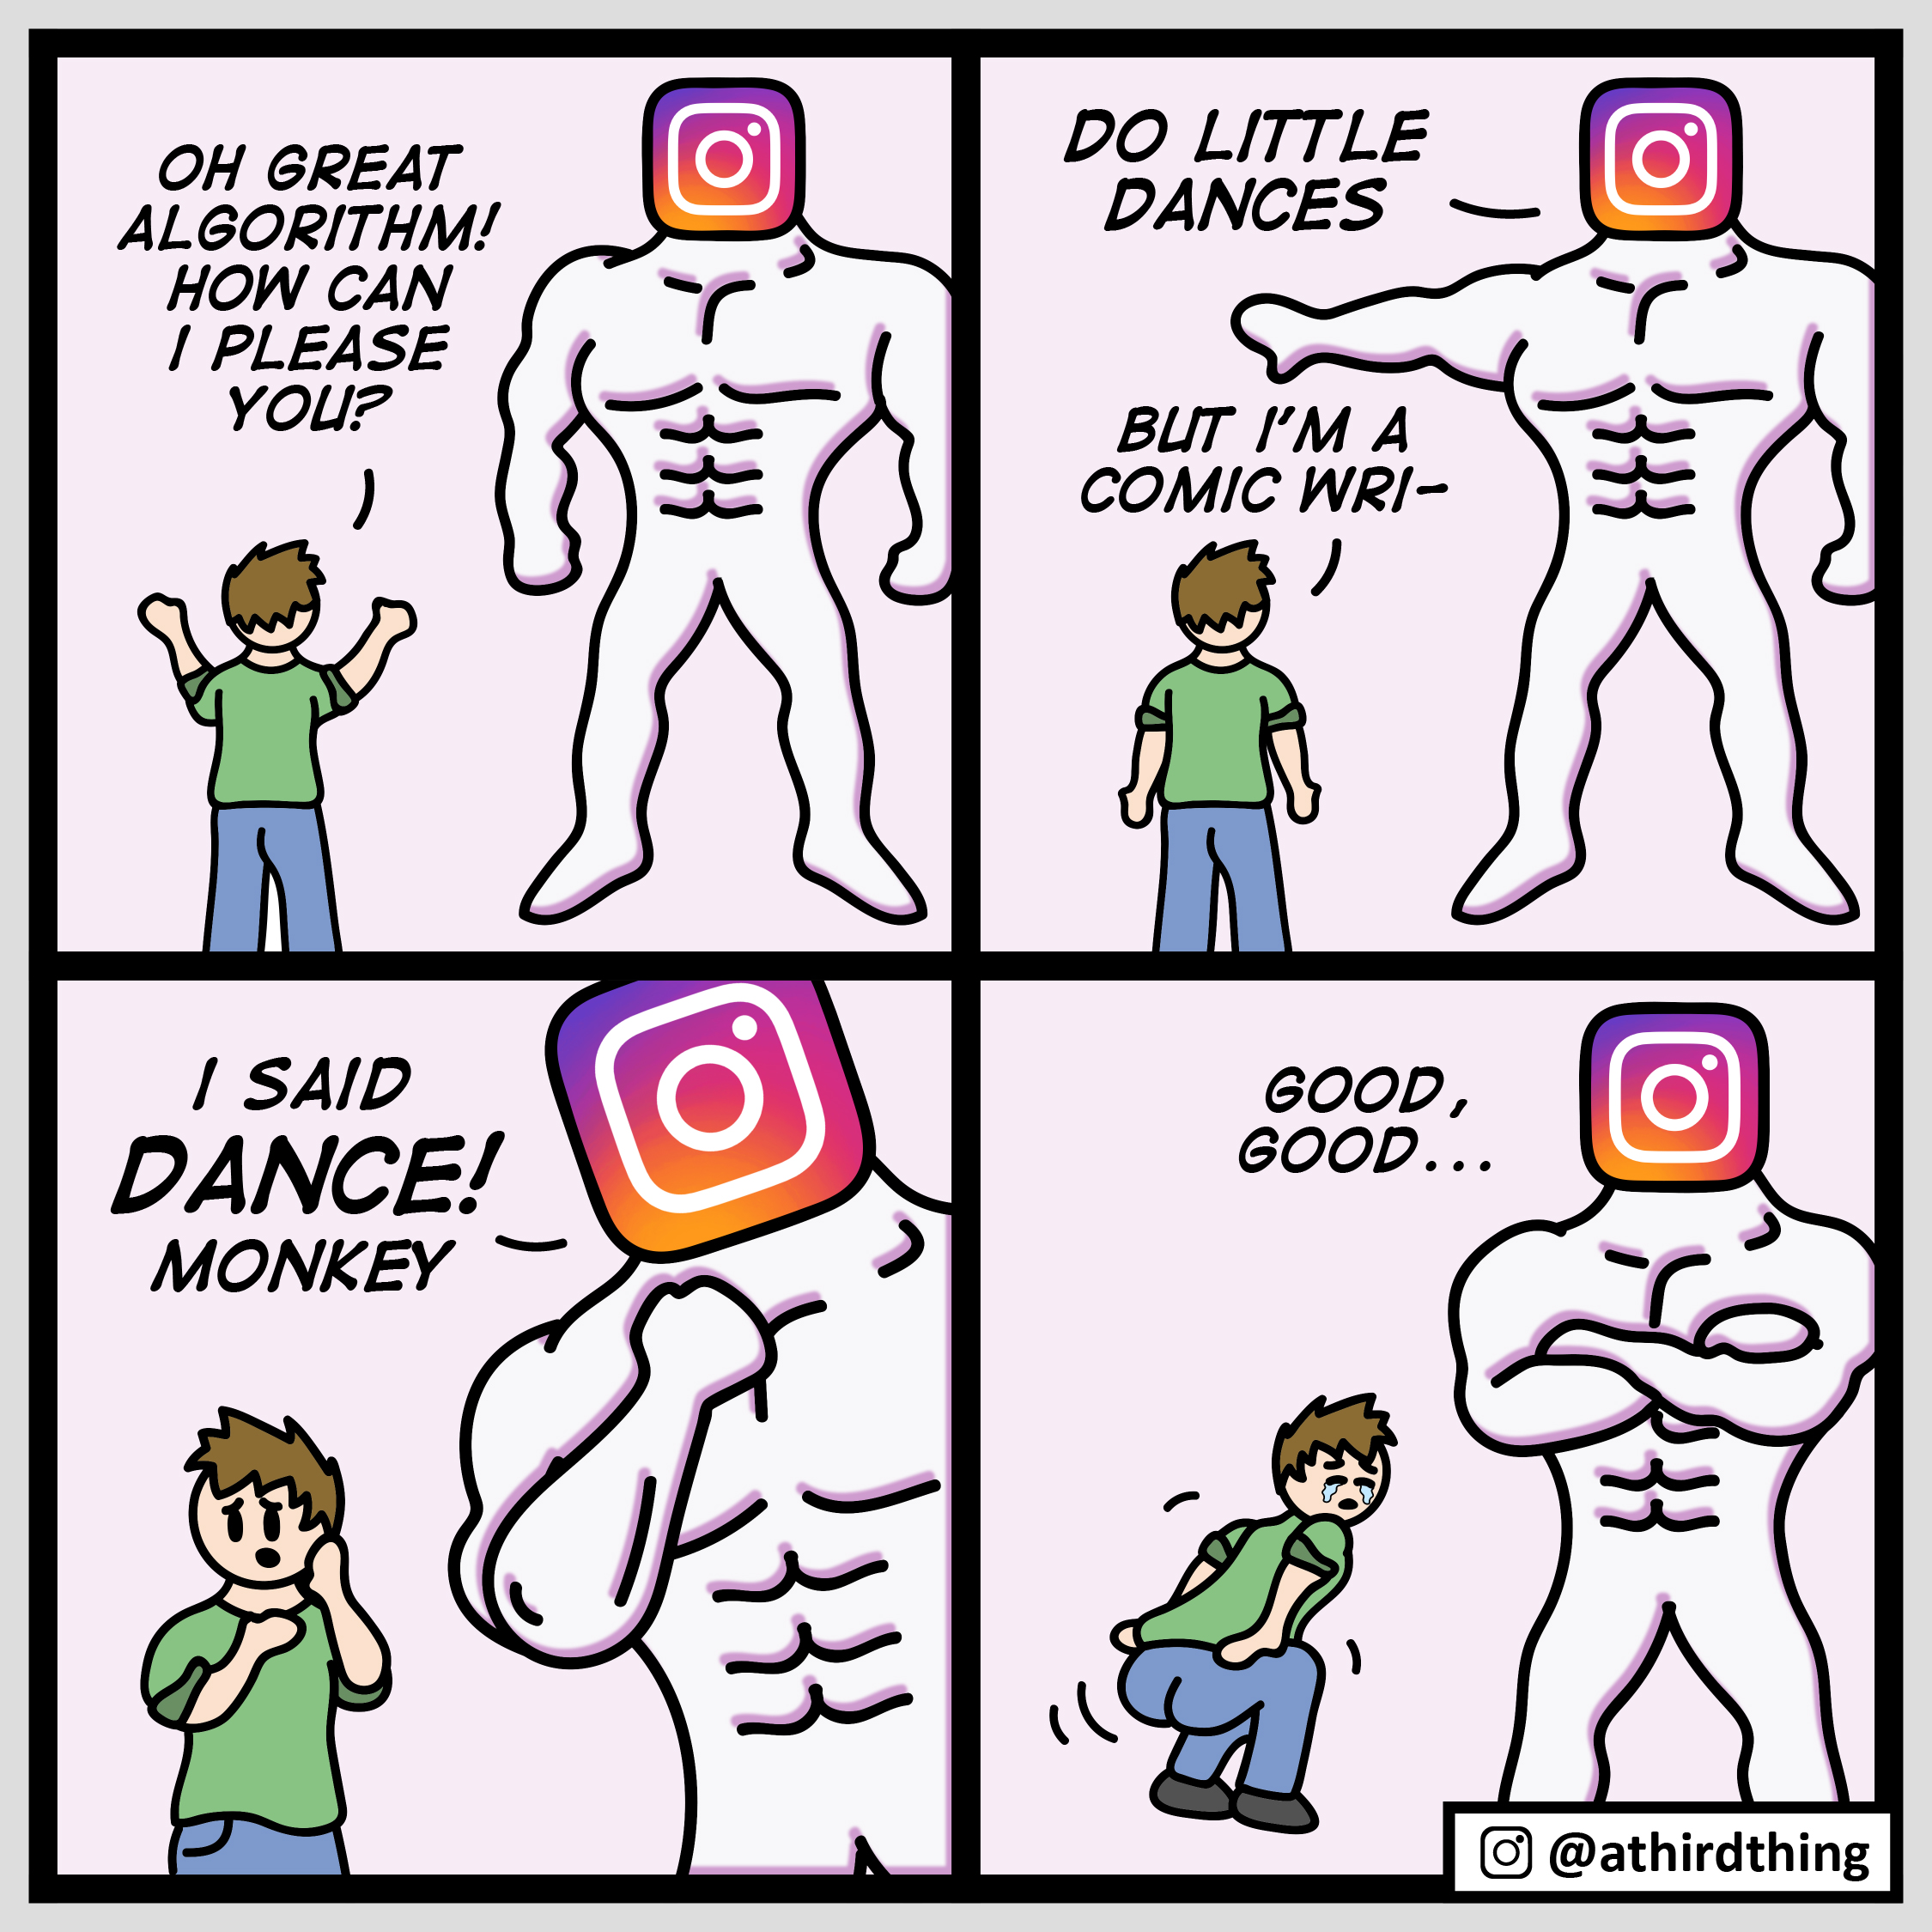 OH GREAT
ALGORITHM!
HOW CAN
I PLEASE
YOU?
DO LITTLE
DANCES
BUT I'M A
COMIC WRI-
I SAID
DANCE!
MONKEY
GOOD,
GOOD...
@athirdthing